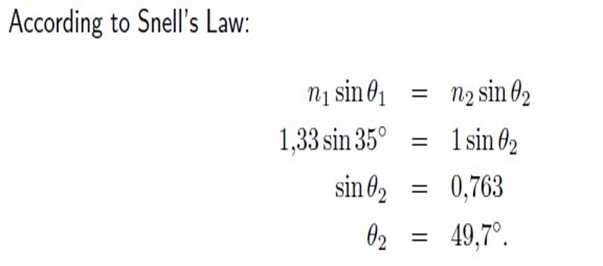 According to Snell's Law:
n₁ sin θ₁ = n₂ sin θ₂
1,33 sin 35° = 1 sin θ₂
sin θ₂ = 0,763
θ₂ = 49,7°.